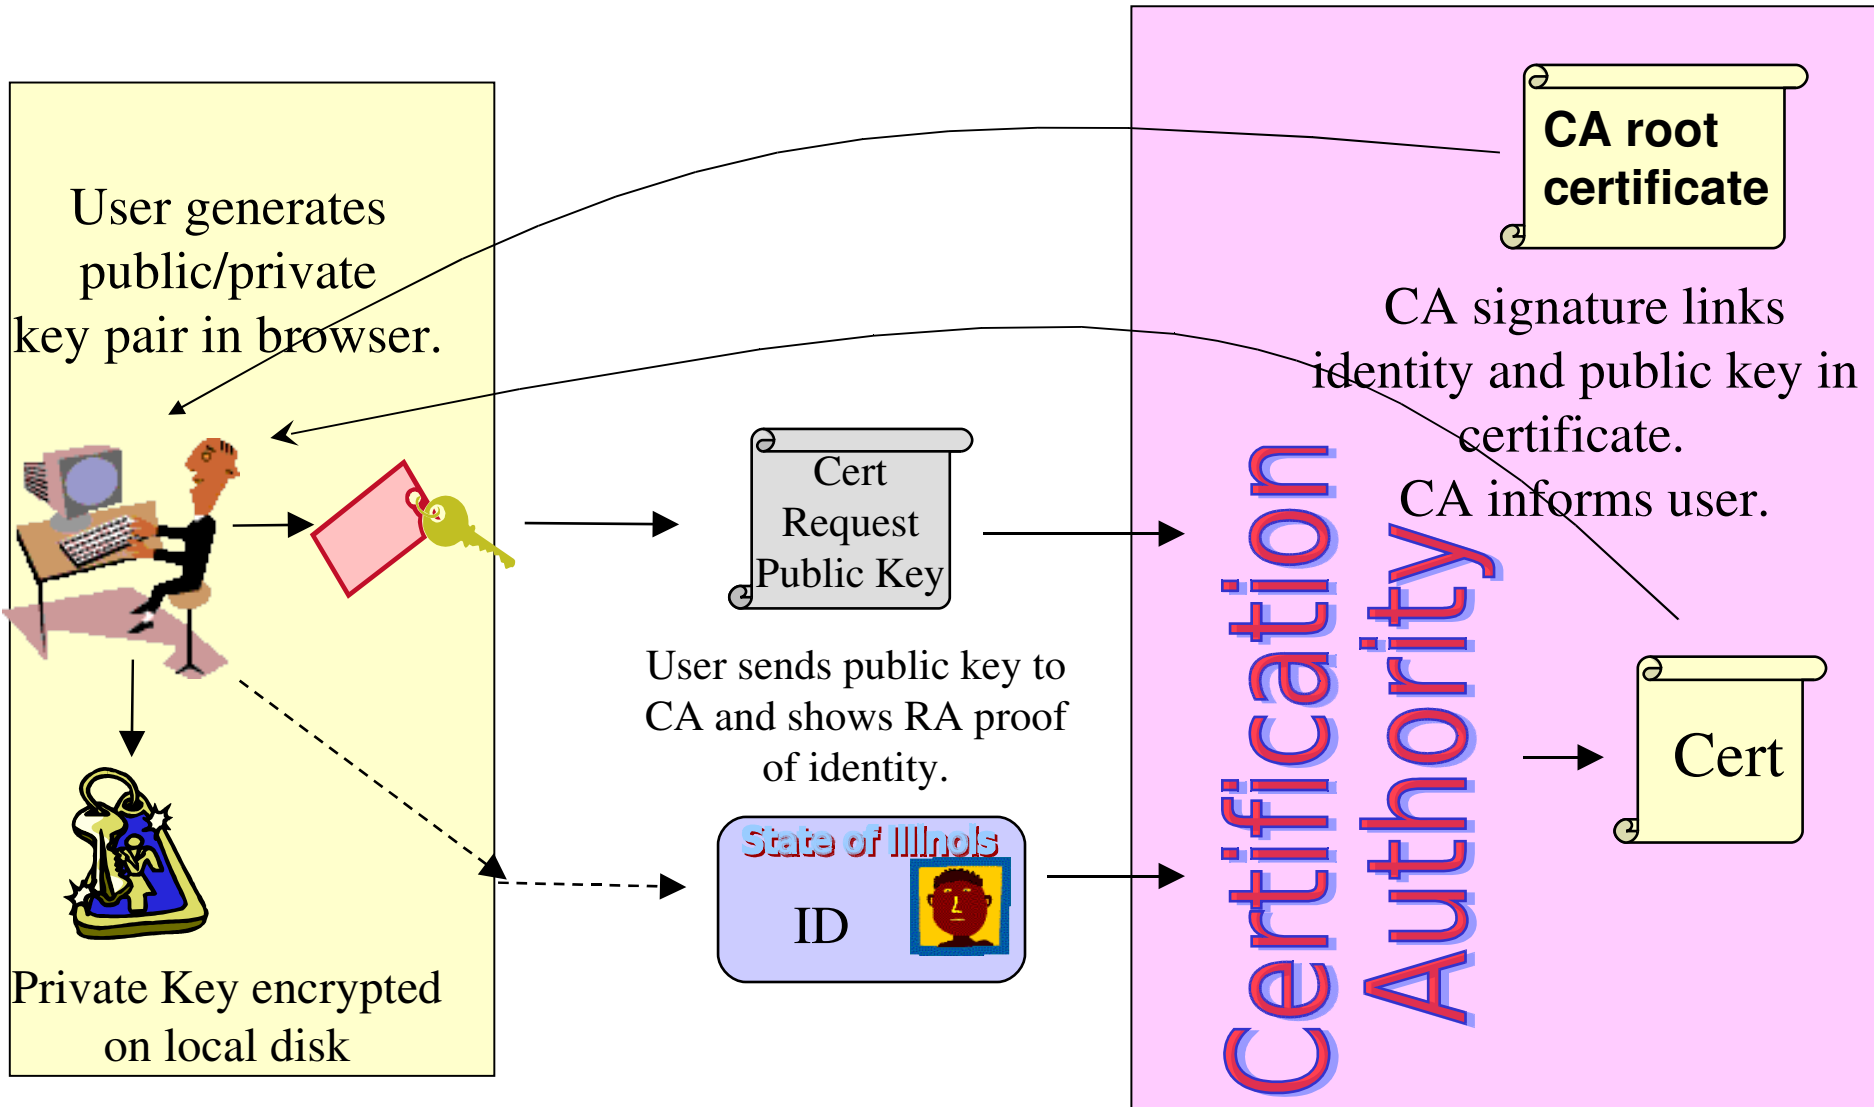 User generates
public/private
key pair in browser.
Private Key encrypted
on local disk
Cert
Request
Public Key
User sends public key to
CA and shows RA proof
of identity.
State of Illinois
ID
Certification
Authority
CA root
certificate
CA signature links
identity and public key in
certificate.
CA informs user.
Cert